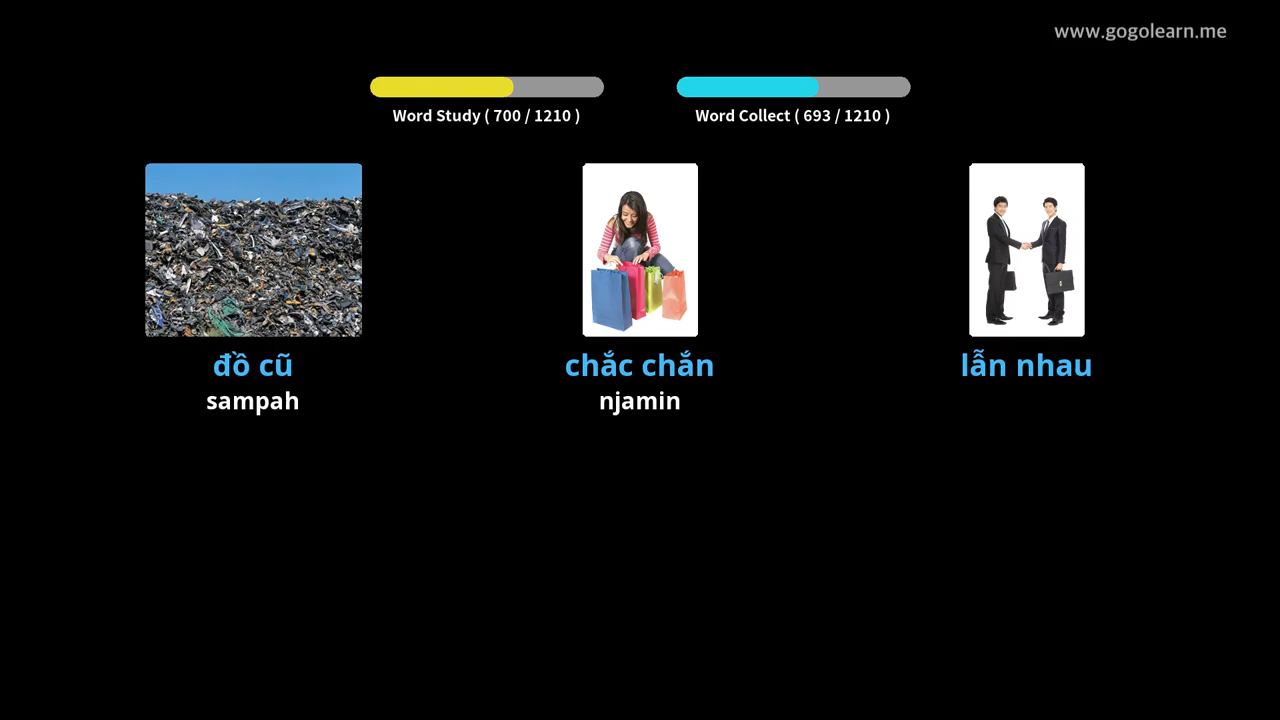 www.gogolearn.me
Word Study ( 700 / 1210 )
Word Collect ( 693 / 1210 )
đồ cũ
sampah
chắc chắn
njamin
lẫn nhau